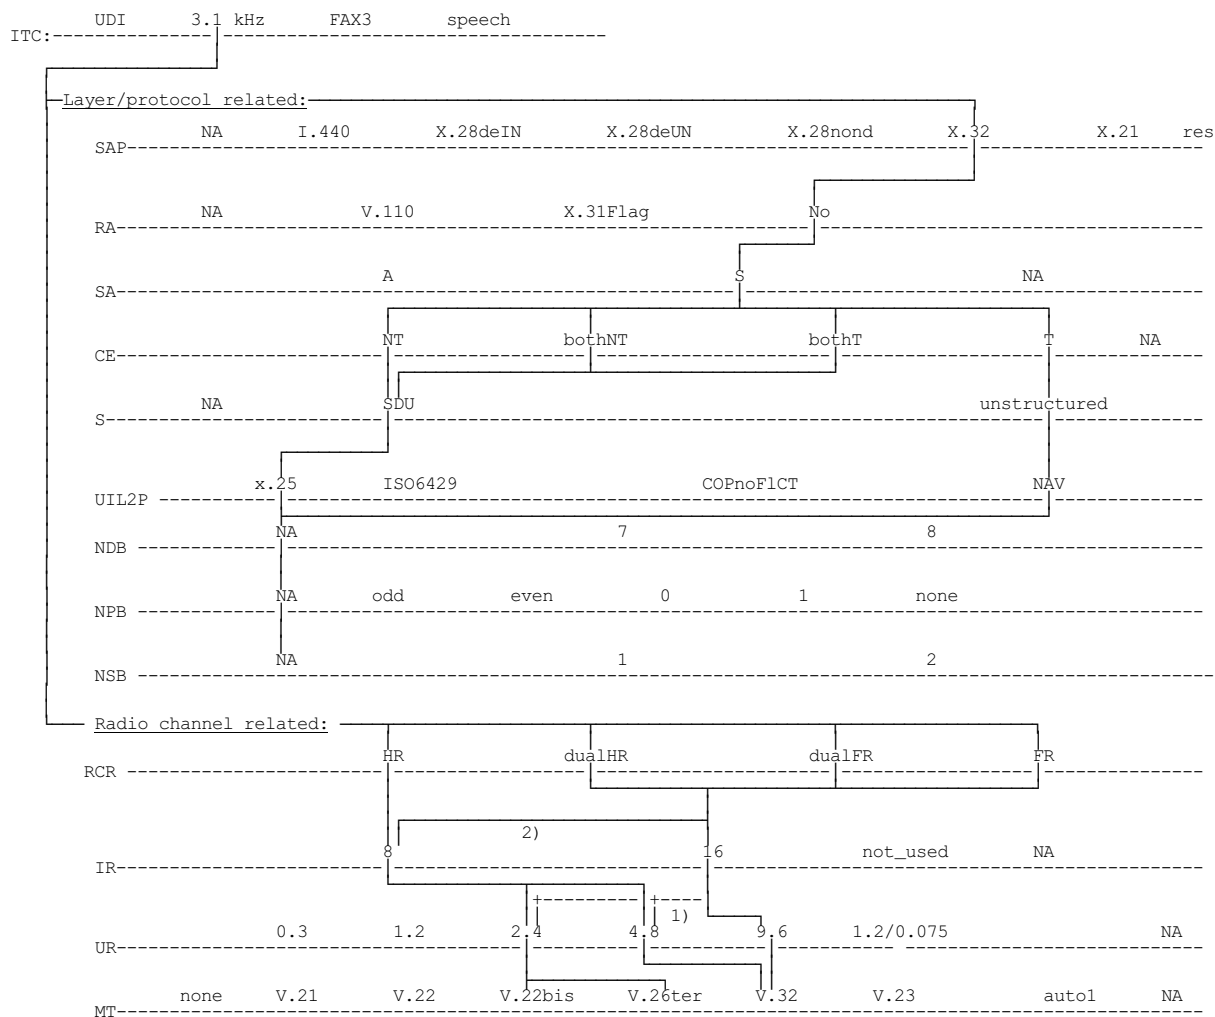 UDI 3.1 kHz FAX3 speech
ITC:
Layer/protocol related:
NA I.440 X.28deIN X.28deUN X.28nond X.32 X.21 res
SAP
NA V.110 X.31Flag No
RA
A S NA
SA
NT bothNT bothT T NA
CE
NA SDU unstructured
S
x.25 ISO6429 COPnoFlCT NAV
UIL2P
NA 7 8
NDB
NA odd even 0 1 none
NPB
NA 1 2
NSB
Radio channel related:
HR dualHR dualFR FR
RCR
2)
8 16 not_used NA
IR
1)
0.3 1.2 2.4 4.8 9.6 1.2/0.075 NA
UR
none V.21 V.22 V.22bis V.26ter V.32 V.23 auto1 NA
MT